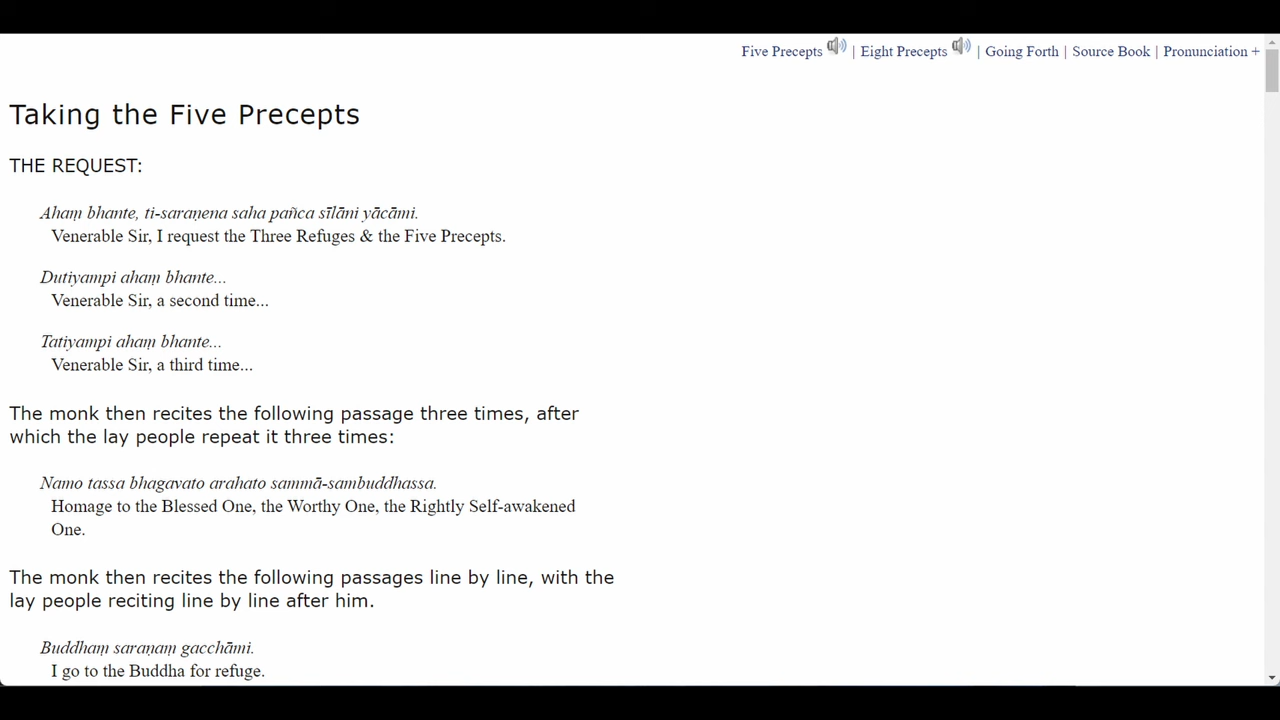 Five Precepts | Eight Precepts | Going Forth | Source Book | Pronunciation +
Taking the Five Precepts
THE REQUEST:
Ahaṃ bhante, ti-saraṇena saha pañca sīlāni yācāmi.
Venerable Sir, I request the Three Refuges & the Five Precepts.
Dutiyampi ahaṃ bhante...
Venerable Sir, a second time...
Tatiyampi ahaṃ bhante...
Venerable Sir, a third time...
The monk then recites the following passage three times, after
which the lay people repeat it three times:
Namo tassa bhagavato arahato sammā-sambuddhassa.
Homage to the Blessed One, the Worthy One, the Rightly Self-awakened
One.
The monk then recites the following passages line by line, with the
lay people reciting line by line after him.
Buddhaṃ saraṇaṃ gacchāmi.
I go to the Buddha for refuge.